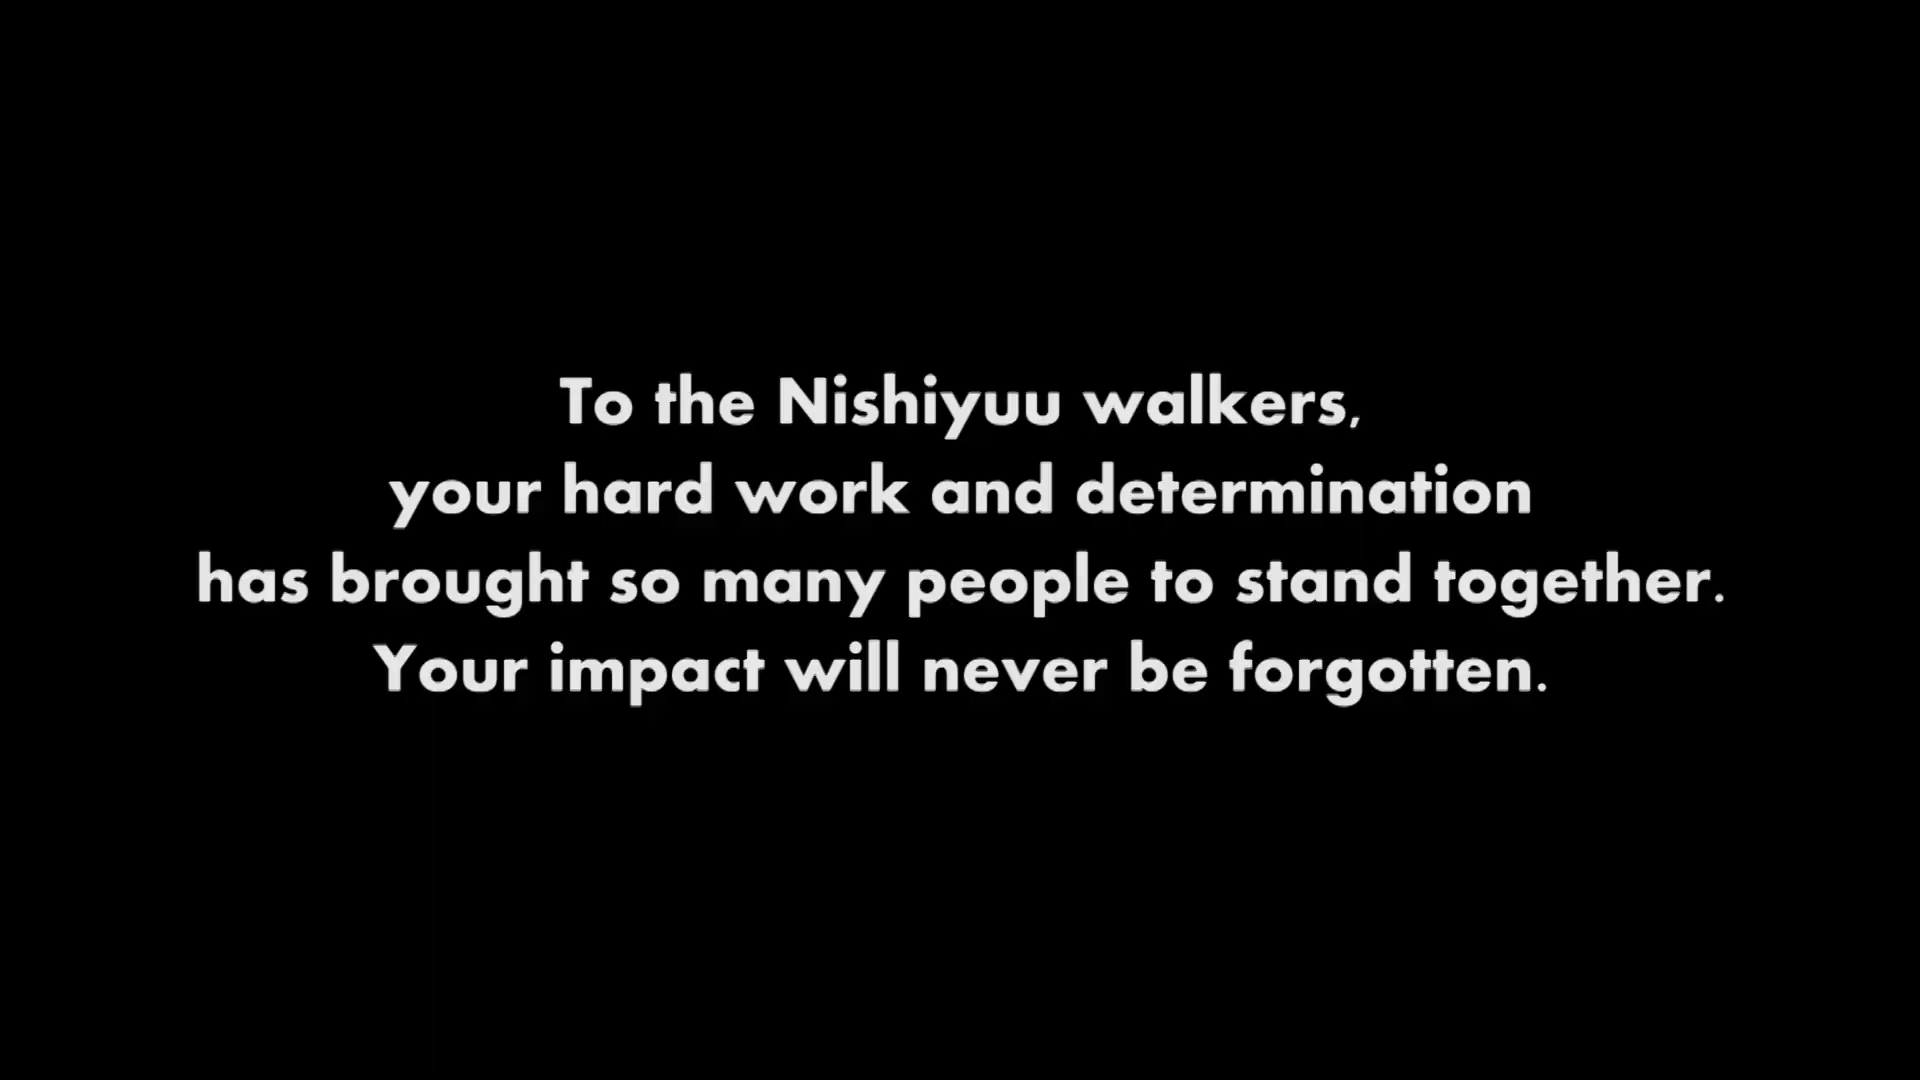 To the Nishiyuu walkers,
your hard work and determination
has brought so many people to stand together.
Your impact will never be forgotten.